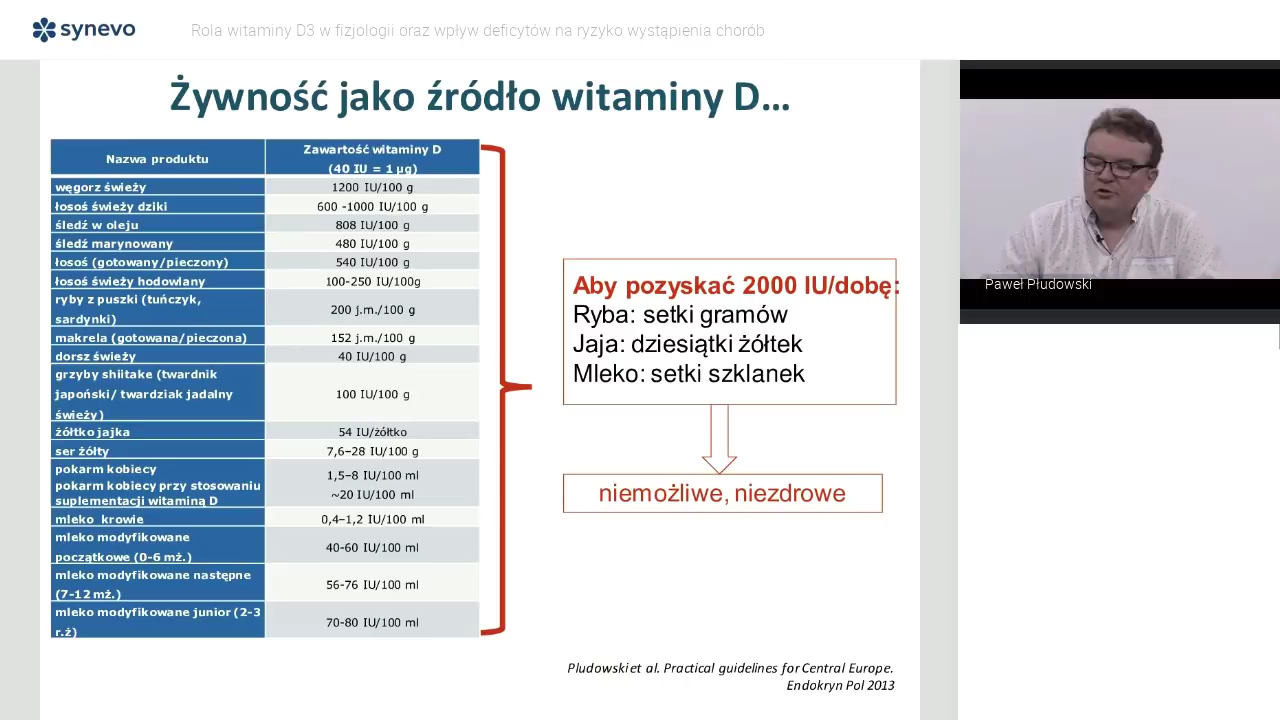 synevo
Rola witaminy D3 w fizjologii oraz wpływ deficytów na ryzyko wystąpienia chorób
Żywność jako źródło witaminy D...
Nazwa produktu
Zawartość witaminy D
(40 IU = 1 µg)
węgorz świeży
1200 IU/100 g
łosoś świeży dziki
600 -1000 IU/100 g
śledź w oleju
808 IU/100 g
śledź marynowany
480 IU/100 g
łosoś (gotowany/pieczony)
540 IU/100 g
łosoś świeży hodowlany
100-250 IU/100g
ryby z puszki (tuńczyk,
sardynki)
200 j.m./100 g
makrela (gotowana/pieczona)
152 j.m./100 g
dorsz świeży
40 IU/100 g
grzyby shiitake (twardnik
japoński/ twardziak jadalny
świeży)
100 IU/100 g
żółtko jajka
54 IU/żółtko
ser żółty
7,6–28 IU/100 g
pokarm kobiecy
pokarm kobiecy przy stosowaniu
suplementacji witaminą D
1,5–8 IU/100 ml
~20 IU/100 ml
mleko krowie
0,4–1,2 IU/100 ml
mleko modyfikowane
początkowe (0-6 mż.)
40-60 IU/100 ml
mleko modyfikowane następne
(7-12 mż.)
56-76 IU/100 ml
mleko modyfikowane junior (2-3
r.ż)
70-80 IU/100 ml
Aby pozyskać 2000 IU/dobę:
Ryba: setki gramów
Jaja: dziesiątki żółtek
Mleko: setki szklanek
niemożliwe, niezdrowe
Pludowski et al. Practical guidelines for Central Europe.
Endokryn Pol 2013
Paweł Płudowski